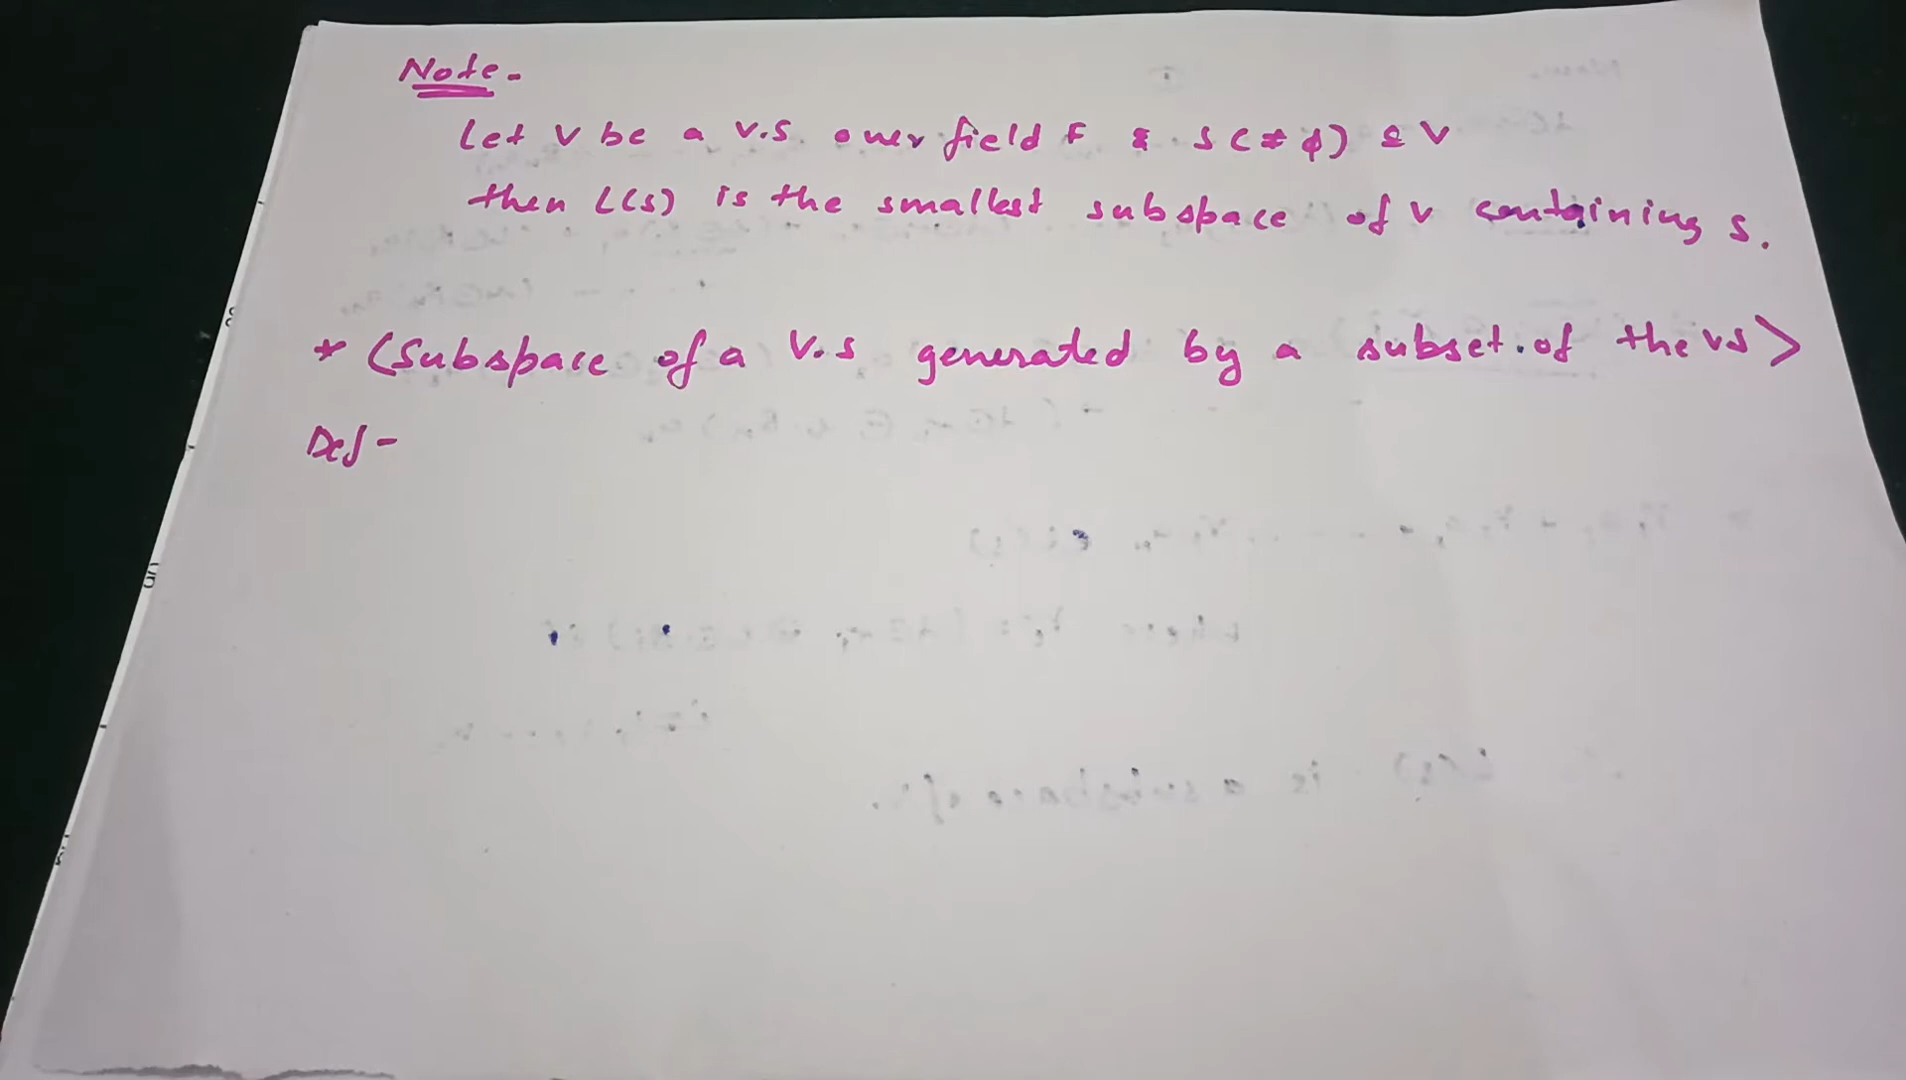 Note-
Let V be a V.S over field F & S(≠ϕ) ⊆ V
then L(S) is the smallest subspace of V containing S.
* <Subspace of a V.S generated by a subset of the VS>
Def-